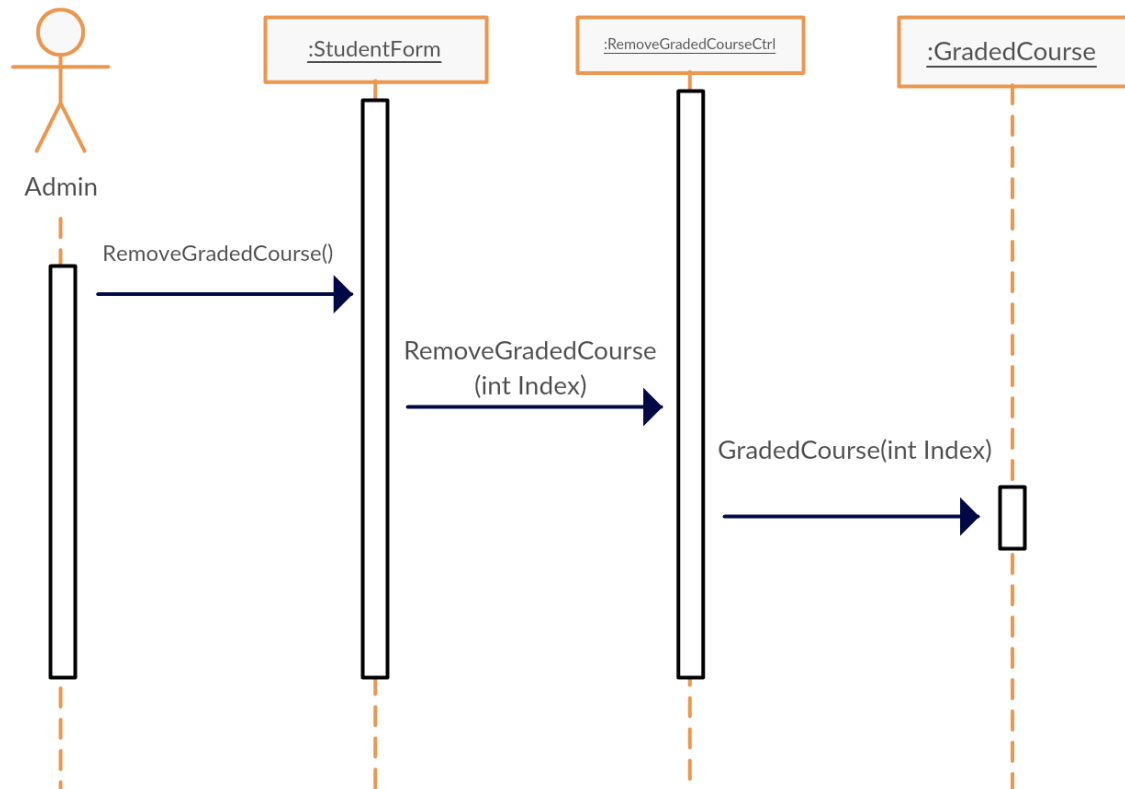 :StudentForm
:RemoveGradedCourseCtrl
:GradedCourse
Admin
RemoveGradedCourse()
RemoveGradedCourse
(int Index)
GradedCourse(int Index)